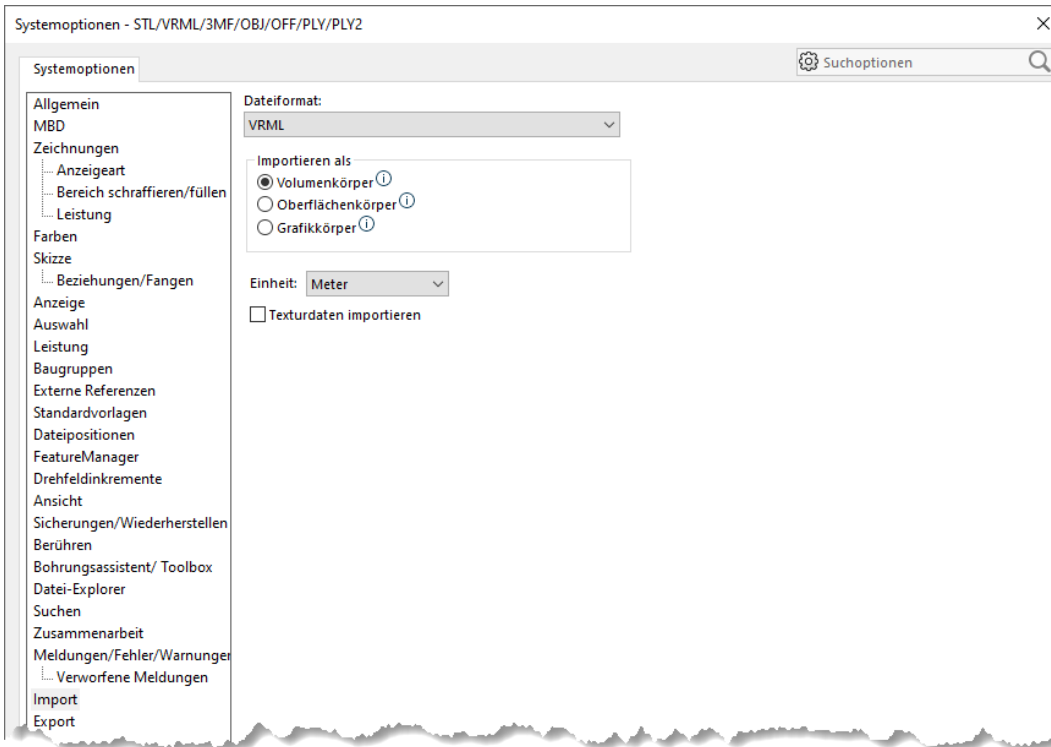 Systemoptionen - STL/VRML/3MF/OBJ/OFF/PLY/PLY2
Systemoptionen
Suchoptionen
Allgemein
MBD
Zeichnungen
Anzeigeart
Bereich schraffieren/füllen
Leistung
Farben
Skizze
Beziehungen/Fangen
Anzeige
Auswahl
Leistung
Baugruppen
Externe Referenzen
Standardvorlagen
Dateipositionen
FeatureManager
Drehfeldinkremente
Ansicht
Sicherungen/Wiederherstellen
Berühren
Bohrungsassistent/ Toolbox
Datei-Explorer
Suchen
Zusammenarbeit
Meldungen/Fehler/Warnungen
Verworfene Meldungen
Import
Export
Dateiformat:
VRML
Importieren als
Volumenkörper
Oberflächenkörper
Grafikkörper
Einheit: Meter
Texturdaten importieren